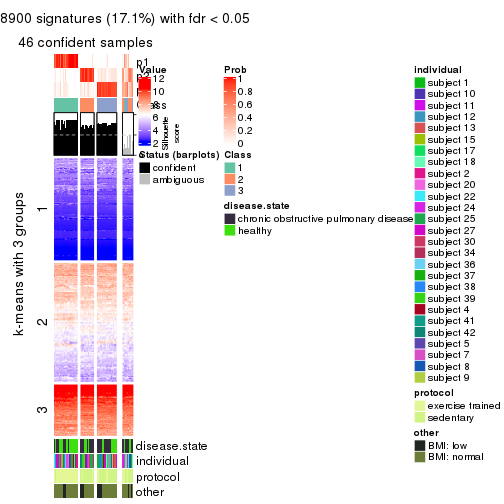 8900 signatures (17.1%) with fdr < 0.05
46 confident samples
p1
Value
12
10
8
6
4
2
Silhouette
score
Prob
1
0.8
0.6
0.4
0.2
0
Status (barplots)
confident
ambiguous
Class
1
2
3
disease.state
chronic obstructive pulmonary disease
healthy
individual
subject 1
subject 10
subject 11
subject 12
subject 13
subject 15
subject 17
subject 18
subject 2
subject 20
subject 22
subject 24
subject 25
subject 27
subject 30
subject 34
subject 36
subject 37
subject 38
subject 39
subject 4
subject 41
subject 42
subject 5
subject 7
subject 8
subject 9
protocol
exercise trained
sedentary
other
BMI: low
BMI: normal
k-means with 3 groups
1
2
3
disease.state
individual
protocol
other